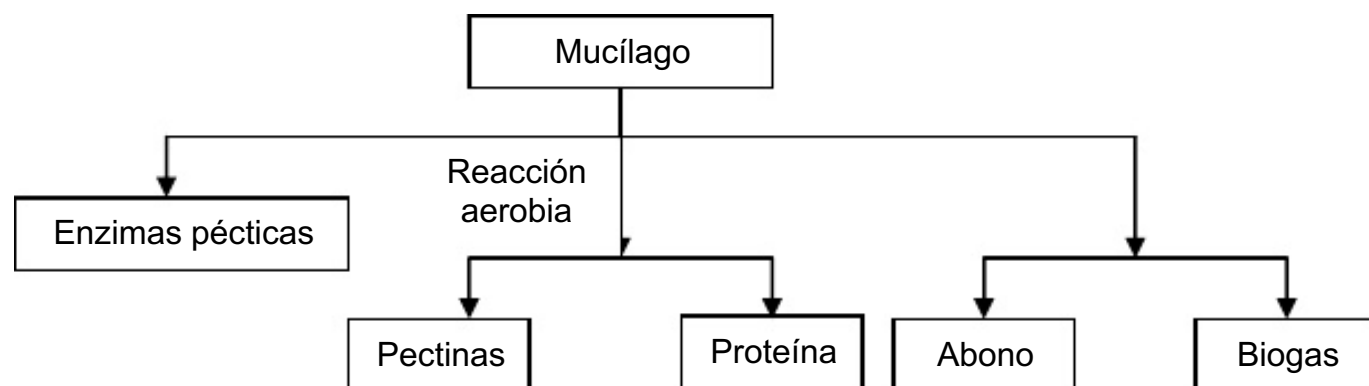 Mucílago
Reacción
aerobia
Enzimas pécticas
Pectinas
Proteína
Abono
Biogas